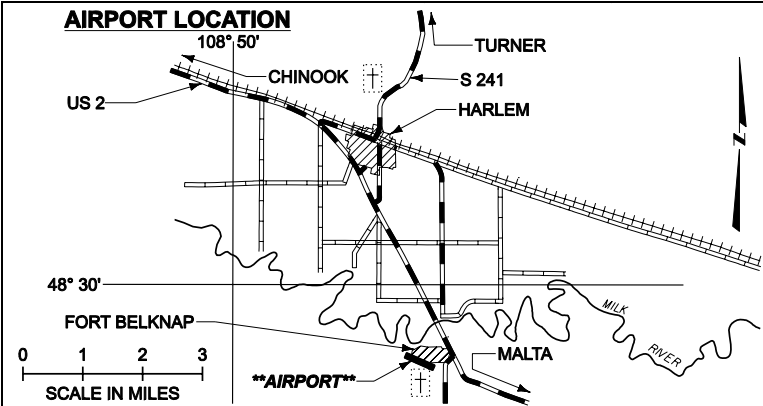 AIRPORT LOCATION
108° 50'
TURNER
CHINOOK
S 241
US 2
HARLEM
N
48° 30'
MILK
RIVER
FORT BELKNAP
MALTA
0 1 2 3
**AIRPORT**
SCALE IN MILES